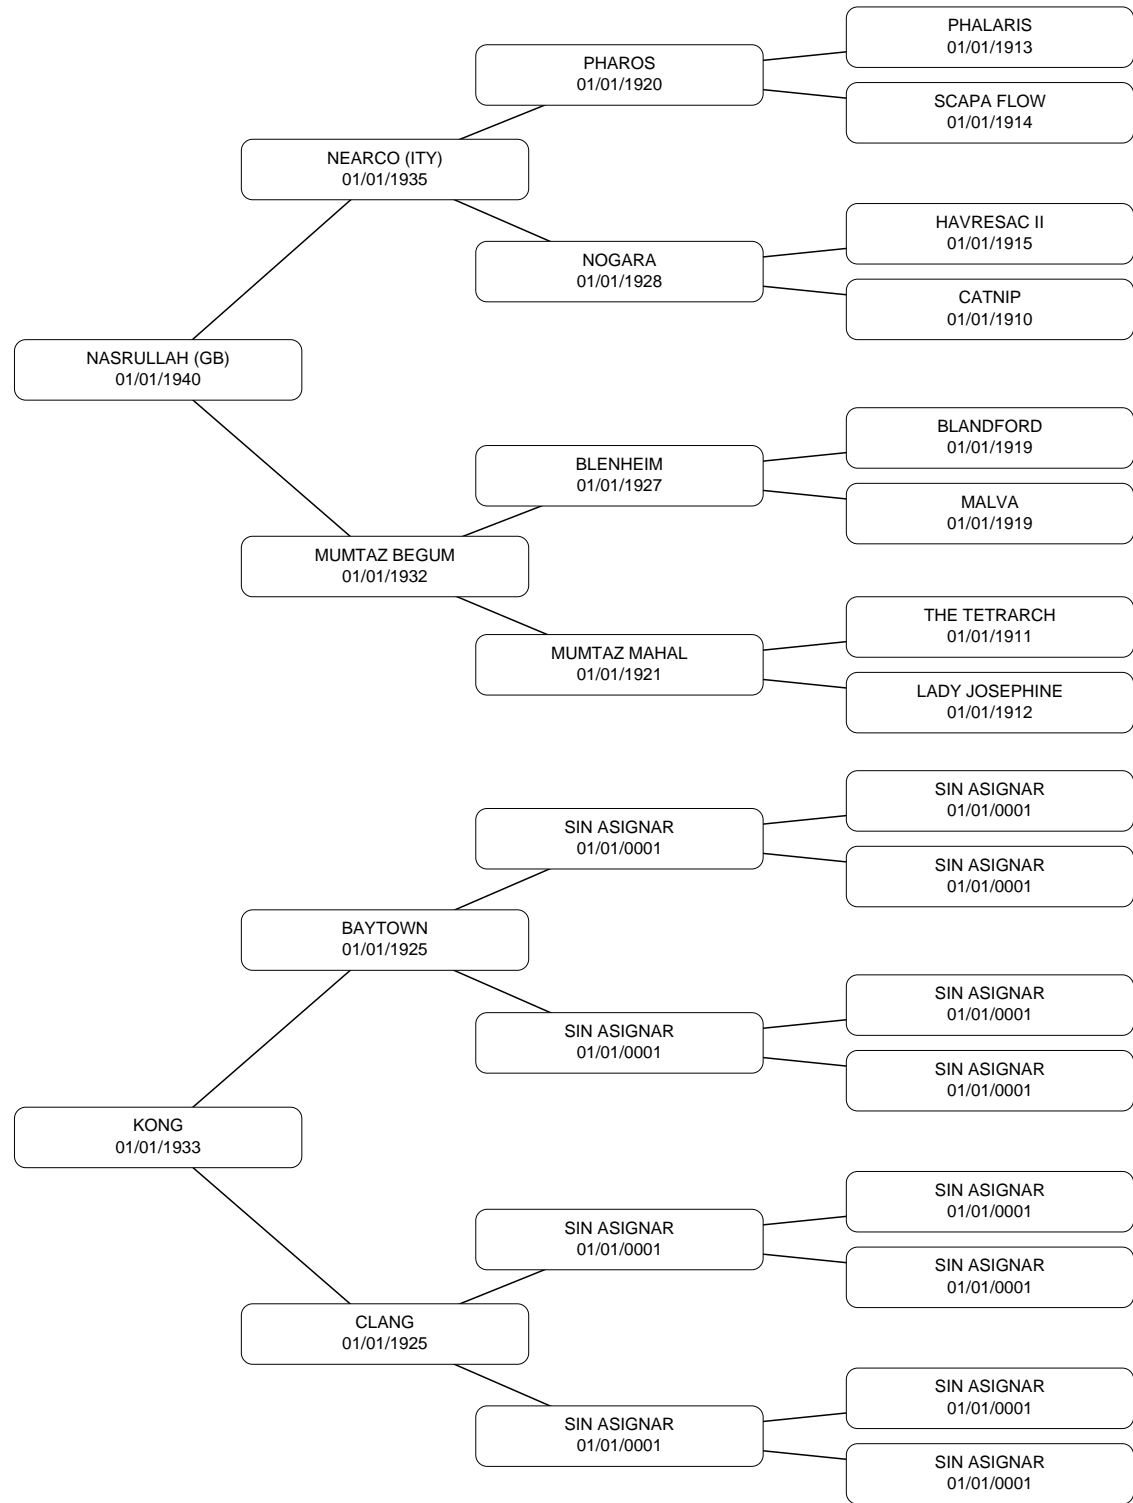 PHALARIS
01/01/1913
PHAROS
01/01/1920
SCAPA FLOW
01/01/1914
NEARCO (ITY)
01/01/1935
HAVRESAC II
01/01/1915
NOGARA
01/01/1928
CATNIP
01/01/1910
NASRULLAH (GB)
01/01/1940
BLANDFORD
01/01/1919
BLENHEIM
01/01/1927
MALVA
01/01/1919
MUMTAZ BEGUM
01/01/1932
THE TETRARCH
01/01/1911
MUMTAZ MAHAL
01/01/1921
LADY JOSEPHINE
01/01/1912
SIN ASIGNAR
01/01/0001
SIN ASIGNAR
01/01/0001
SIN ASIGNAR
01/01/0001
BAYTOWN
01/01/1925
SIN ASIGNAR
01/01/0001
SIN ASIGNAR
01/01/0001
SIN ASIGNAR
01/01/0001
KONG
01/01/1933
SIN ASIGNAR
01/01/0001
SIN ASIGNAR
01/01/0001
SIN ASIGNAR
01/01/0001
CLANG
01/01/1925
SIN ASIGNAR
01/01/0001
SIN ASIGNAR
01/01/0001
SIN ASIGNAR
01/01/0001